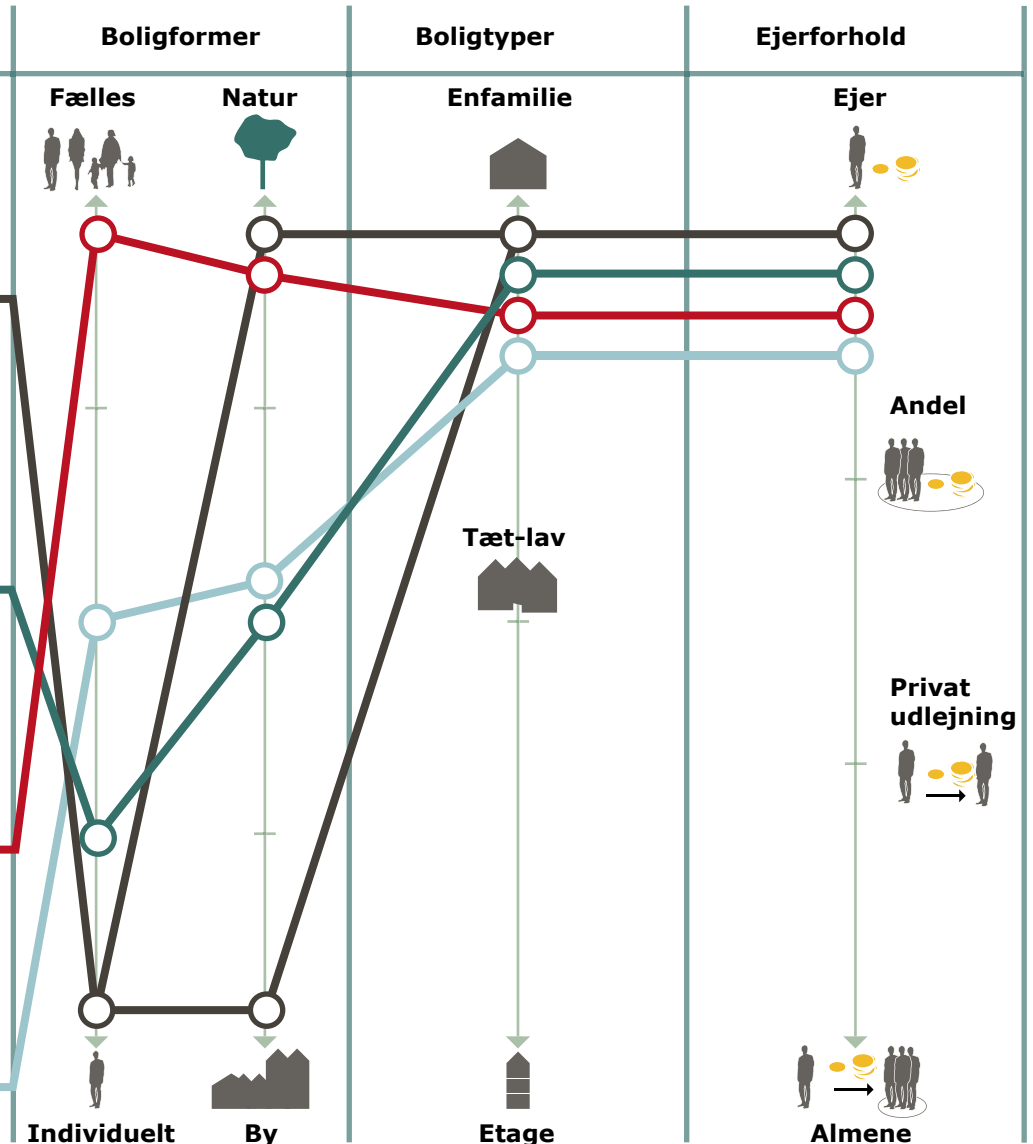 Boligformer
Boligtyper
Ejerforhold
Fælles
Natur
Enfamilie
Ejer
Andel
Tæt-lav
Privat
udlejning
Individuelt
By
Etage
Almene